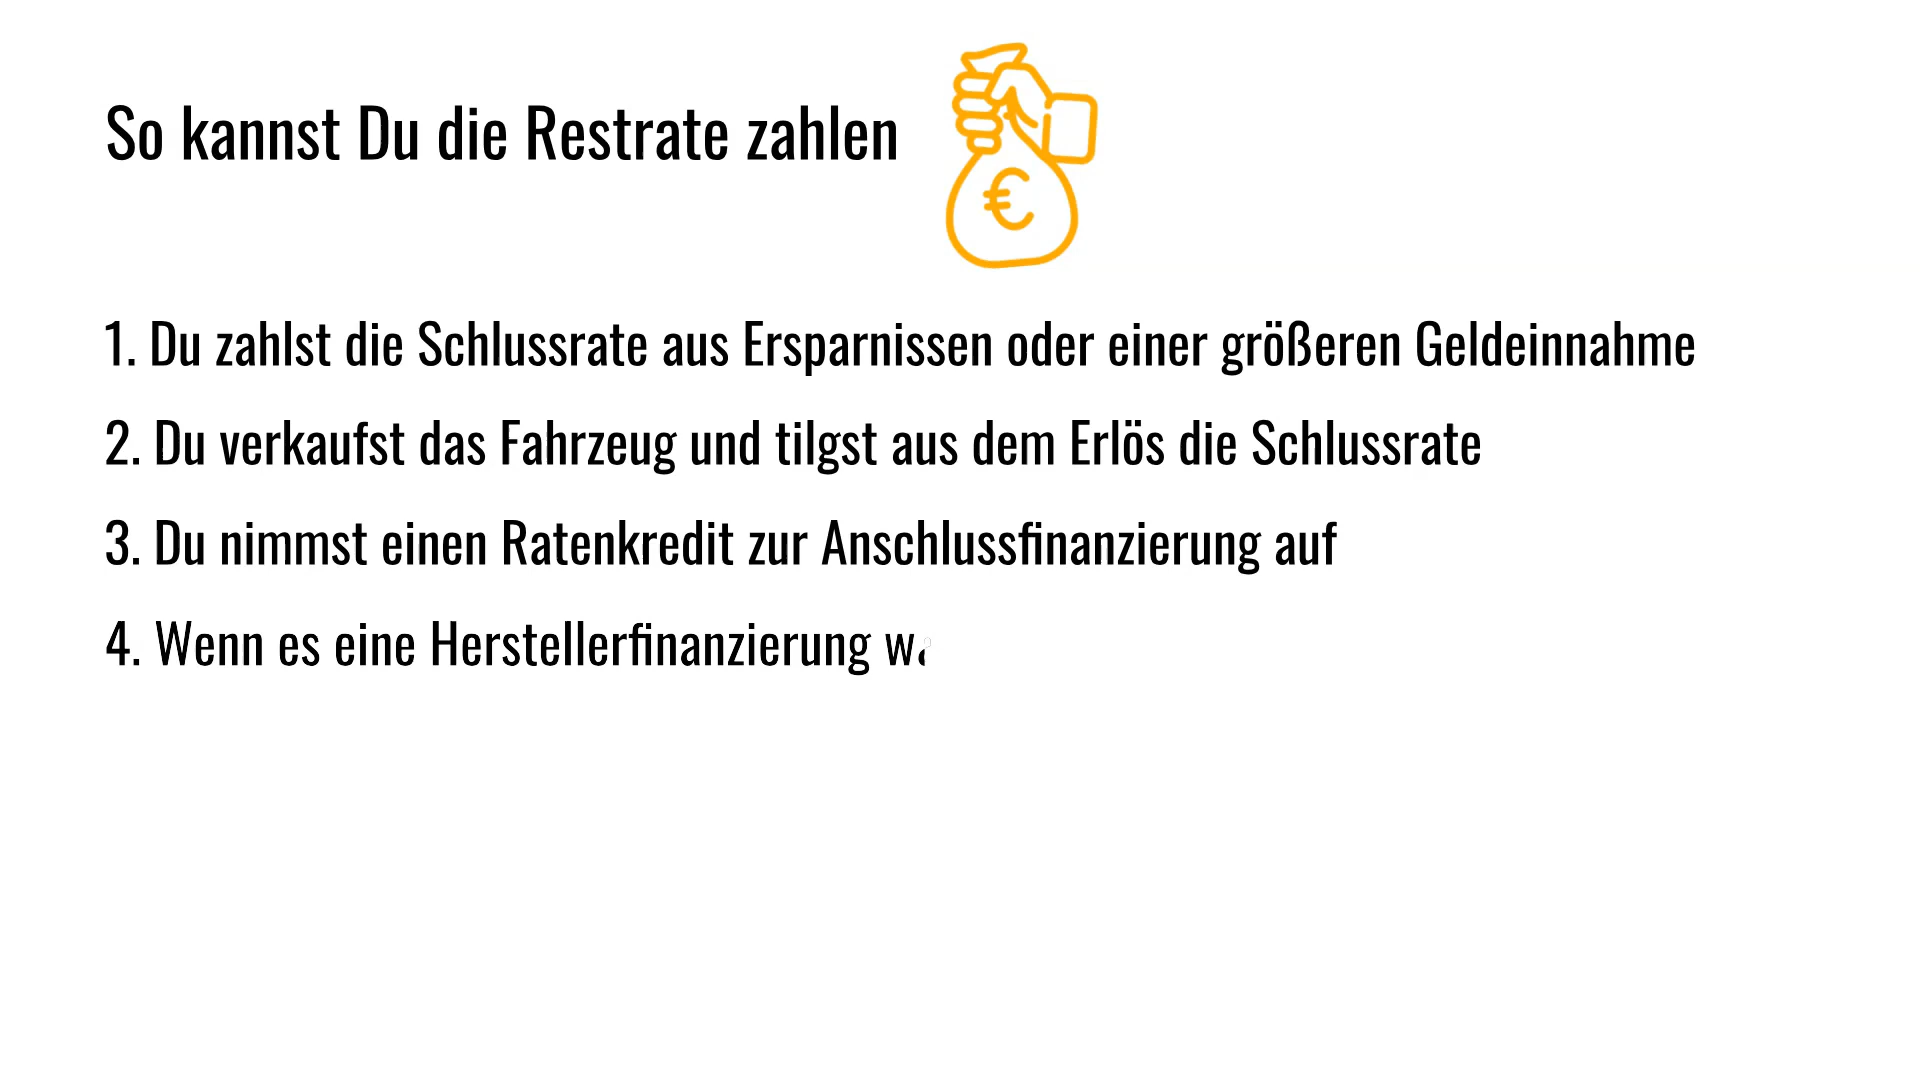 So kannst Du die Restrate zahlen
€
1. Du zahlst die Schlussrate aus Ersparnissen oder einer größeren Geldeinnahme
2. Du verkaufst das Fahrzeug und tilgst aus dem Erlös die Schlussrate
3. Du nimmst einen Ratenkredit zur Anschlussfinanzierung auf
4. Wenn es eine Herstellerfinanzierung